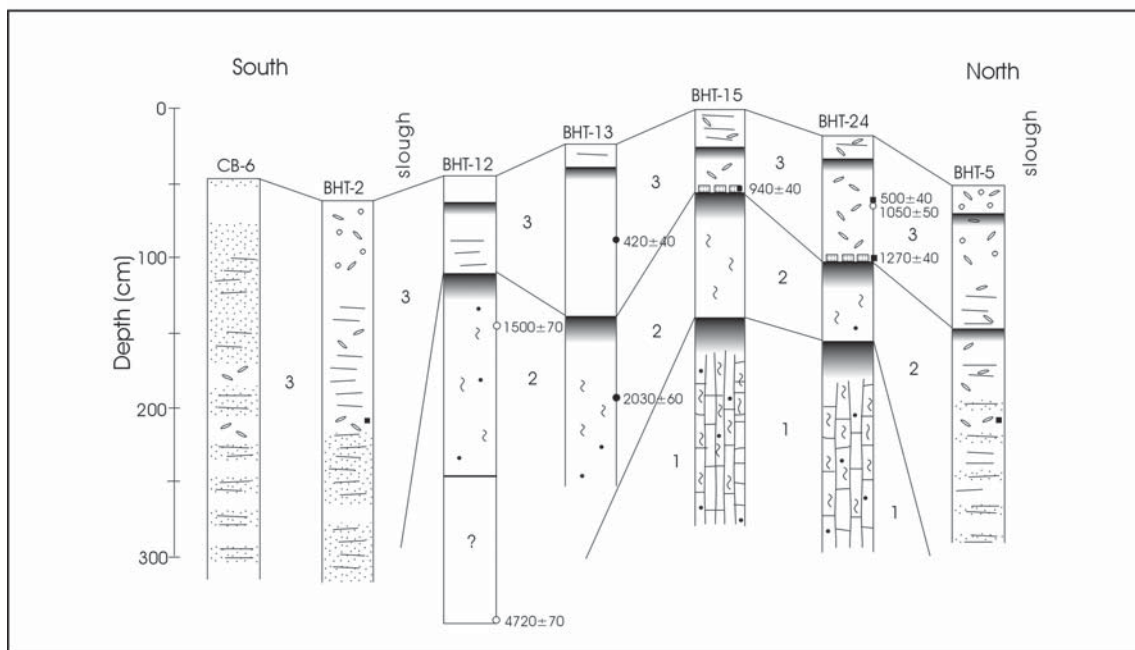 South
North
0
100
200
300
Depth (cm)
CB-6
BHT-2
slough
BHT-12
BHT-13
BHT-15
BHT-24
BHT-5
slough
3
3
3
3
3
3
940±40
500±40
1050±50
420±40
1270±40
2
2
2
2
1500±70
2030±60
1
1
1
?
4720±70